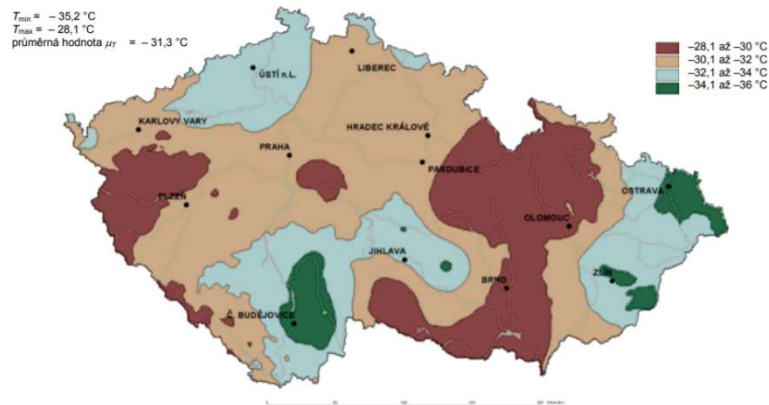 Tmin = – 35,2 °C
Tmax = – 28,1 °C
průměrná hodnota μT = – 31,3 °C
–28,1 až –30 °C
–30,1 až –32 °C
–32,1 až –34 °C
–34,1 až –36 °C
LIBEREC
ÚSTÍ n.L.
KARLOVY VARY
HRADEC KRÁLOVÉ
PRAHA
PARDUBICE
PLZEŇ
OSTRAVA
OLOMOUC
JIHLAVA
ZLÍN
BRNO
Č. BUDĚJOVICE